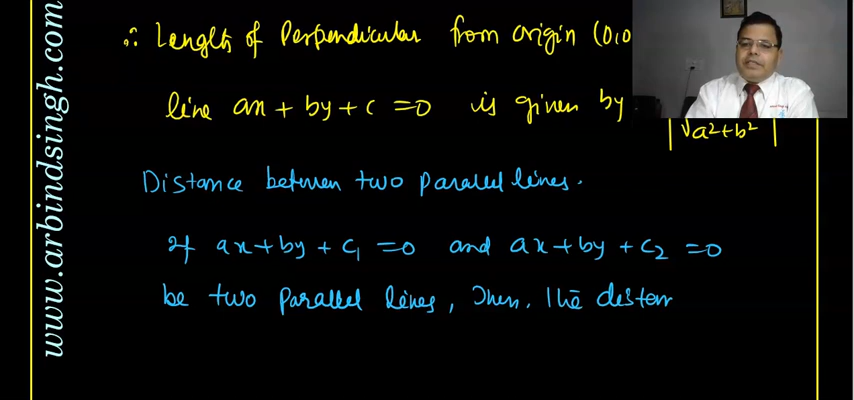 www.arbindsingh.com
∴ Length of Perpendicular from origin (0,0
line ax + by + c = 0 is given by
|√a²+b²|
Distance between two parallel lines.
If ax + by + c₁ = 0 and ax + by + c₂ = 0
be two parallel lines, Then. The distan